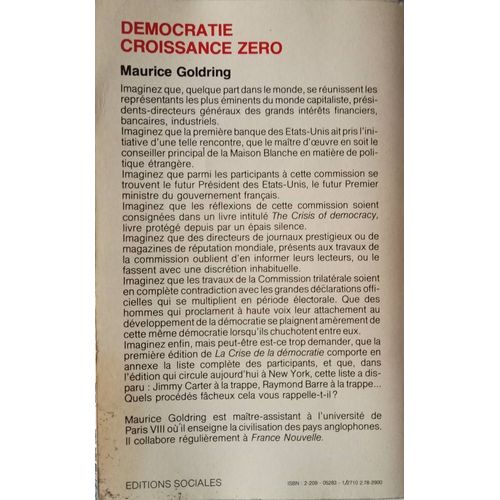 DEMOCRATIE
CROISSANCE ZERO
Maurice Goldring
Imaginez que, quelque part dans le monde, se réunissent les
représentants les plus éminents du monde capitaliste, prési-
dents-directeurs généraux des grands intérêts financiers,
bancaires, industriels.
Imaginez que la première banque des Etats-Unis ait pris l'ini-
tiative d'une telle rencontre, que le maître d'œuvre en soit le
conseiller principal de la Maison Blanche en matière de poli-
tique étrangère.
Imaginez que parmi les participants à cette commission se
trouvent le futur Président des Etats-Unis, le futur Premier
ministre du gouvernement français.
Imaginez que les réflexions de cette commission soient
consignées dans un livre intitulé The Crisis of democracy,
livre protégé depuis par un épais silence.
Imaginez que des directeurs de journaux prestigieux ou de
magazines de réputation mondiale, présents aux travaux de
la commission oublient d'en informer leurs lecteurs, ou le
fassent avec une discrétion inhabituelle.
Imaginez que les travaux de la Commission trilatérale soient
en complète contradiction avec les grandes déclarations offi-
cielles qui se multiplient en période électorale. Que des
hommes qui proclament à haute voix leur attachement au
développement de la démocratie se plaignent amèrement de
cette même démocratie lorsqu'ils chuchotent entre eux.
Imaginez enfin, mais peut-être est-ce trop demander, que la
première édition de La Crise de la démocratie comporte en
annexe la liste complète des participants, et que, dans
l'édition qui circule aujourd'hui à New York, cette liste a dis-
paru : Jimmy Carter à la trappe, Raymond Barre à la trappe...
Quels procédés fâcheux cela vous rappelle-t-il ?
Maurice Goldring est maître-assistant à l'université de
Paris VIII où il enseigne la civilisation des pays anglophones.
Il collabore régulièrement à France Nouvelle.
EDITIONS SOCIALES
ISBN : 2-209 - 05283 - 1/2710 2.78-2900